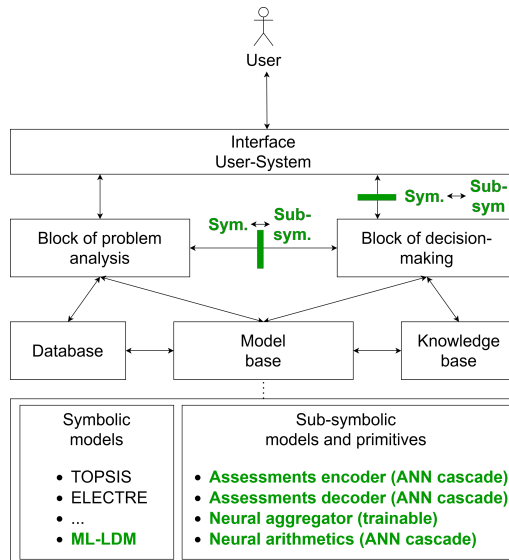 User
Interface
User-System
Sym. Sub-
sym
Sym. Sub-
sym.
Block of problem
analysis
Block of decision-
making
Database
Model
base
Knowledge
base
Symbolic
models
• TOPSIS
• ELECTRE
• ...
• ML-LDM
Sub-symbolic
models and primitives
• Assessments encoder (ANN cascade)
• Assessments decoder (ANN cascade)
• Neural aggregator (trainable)
• Neural arithmetics (ANN cascade)